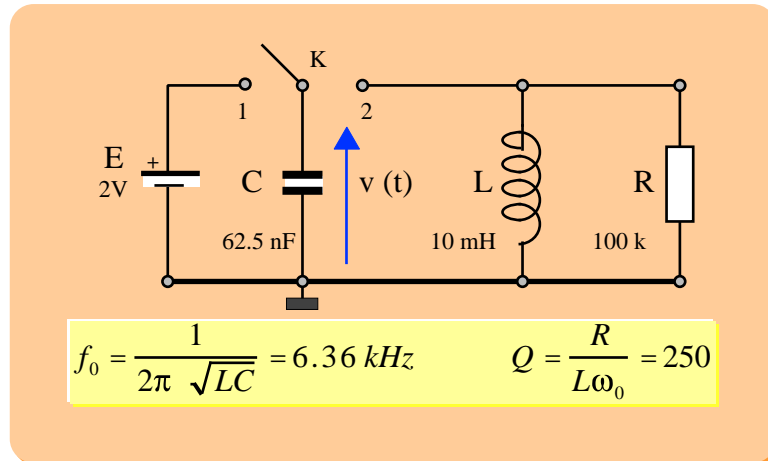 K
1
2
E
+
2V
C
v (t)
L
R
62.5 nF
10 mH
100 k
f₀ = 1 / (2π √LC) = 6.36 kHz
Q = R / (Lω₀) = 250